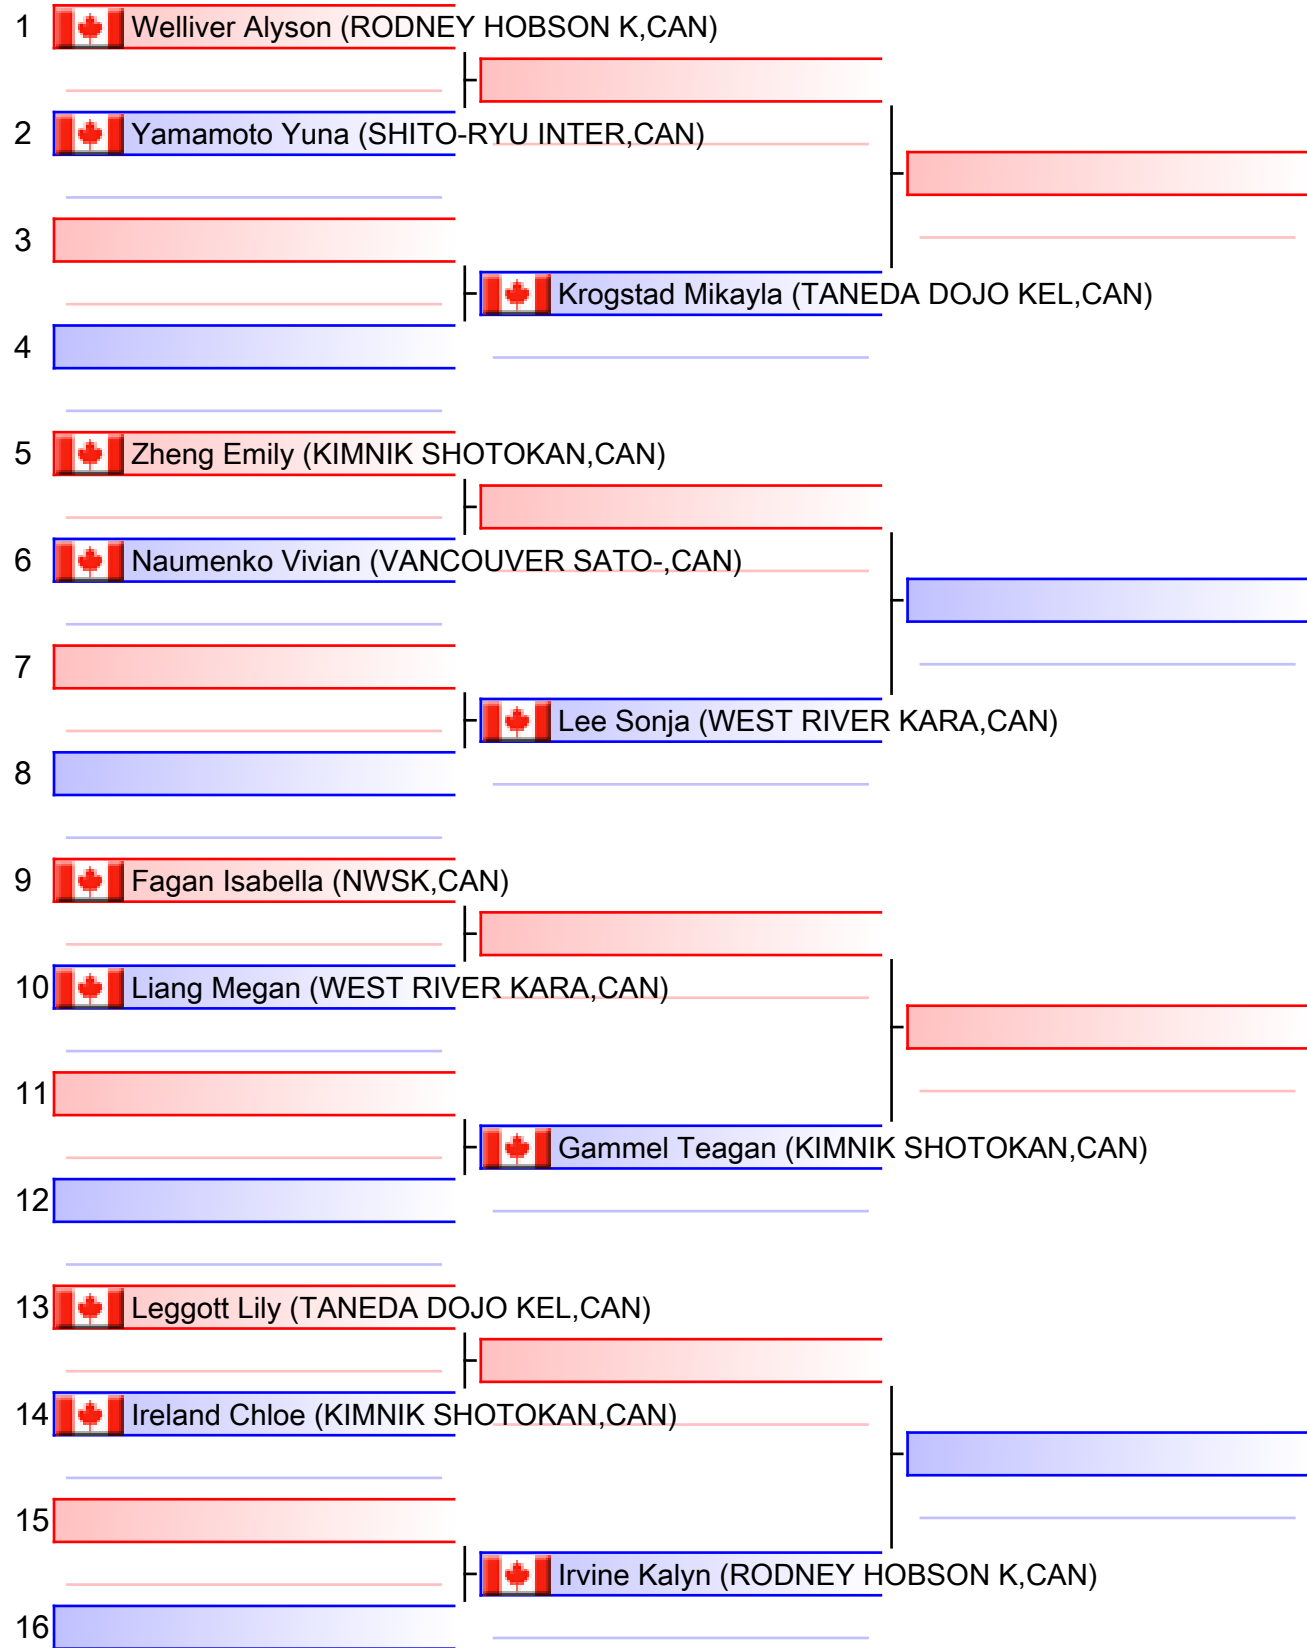 1 Welliver Alyson (RODNEY HOBSON K,CAN)
2 Yamamoto Yuna (SHITO-RYU INTER,CAN)
3
Krogstad Mikayla (TANEDA DOJO KEL,CAN)
4
5 Zheng Emily (KIMNIK SHOTOKAN,CAN)
6 Naumenko Vivian (VANCOUVER SATO-,CAN)
7
Lee Sonja (WEST RIVER KARA,CAN)
8
9 Fagan Isabella (NWSK,CAN)
10 Liang Megan (WEST RIVER KARA,CAN)
11
Gammel Teagan (KIMNIK SHOTOKAN,CAN)
12
13 Leggott Lily (TANEDA DOJO KEL,CAN)
14 Ireland Chloe (KIMNIK SHOTOKAN,CAN)
15
Irvine Kalyn (RODNEY HOBSON K,CAN)
16